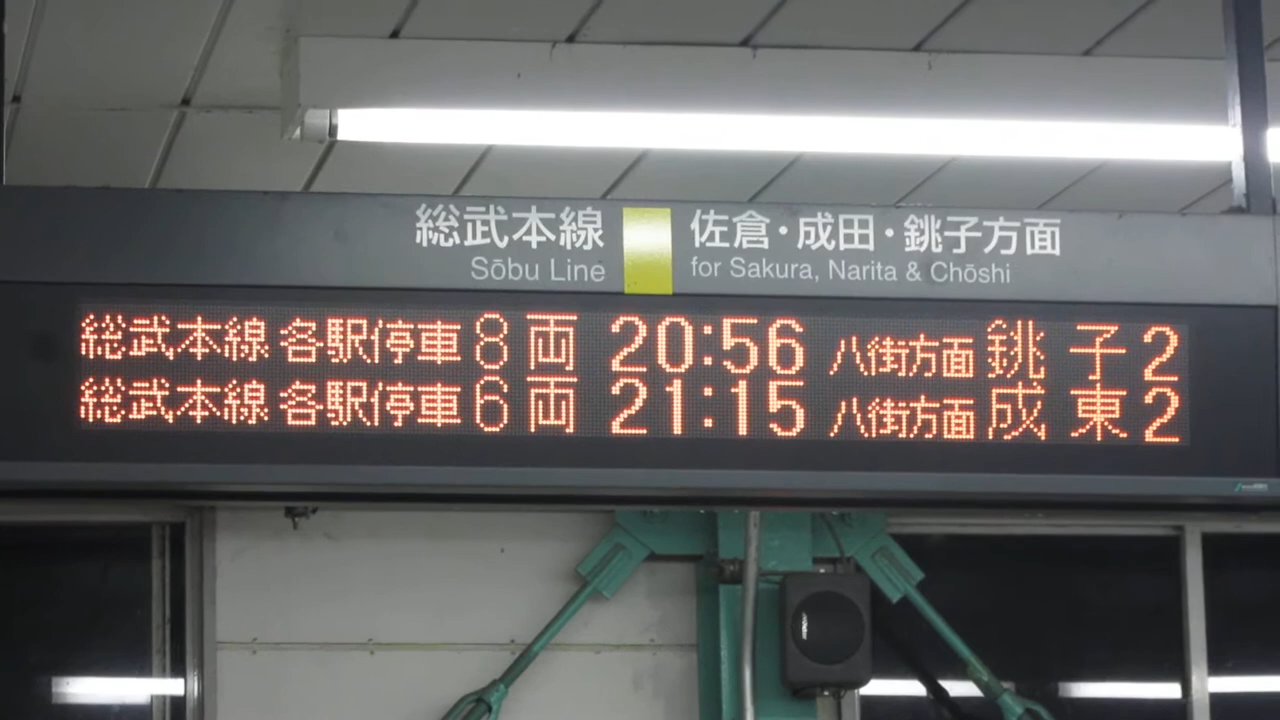 総武本線 佐倉・成田・銚子方面
Sōbu Line for Sakura, Narita & Chōshi
総武本線 各駅停車 8両 20:56 八街方面 銚子 2
総武本線 各駅停車 6両 21:15 八街方面 成東 2